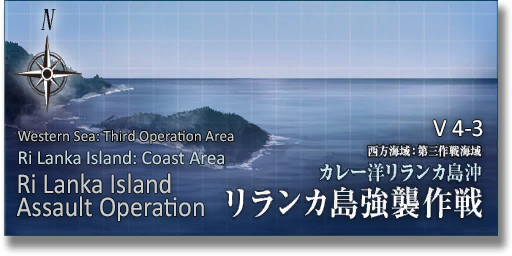 N
V 4-3
Western Sea: Third Operation Area
西方海域：第三作戦海域
Ri Lanka Island: Coast Area
カレー洋リランカ島沖
Ri Lanka Island
Assault Operation
リランカ島強襲作戦